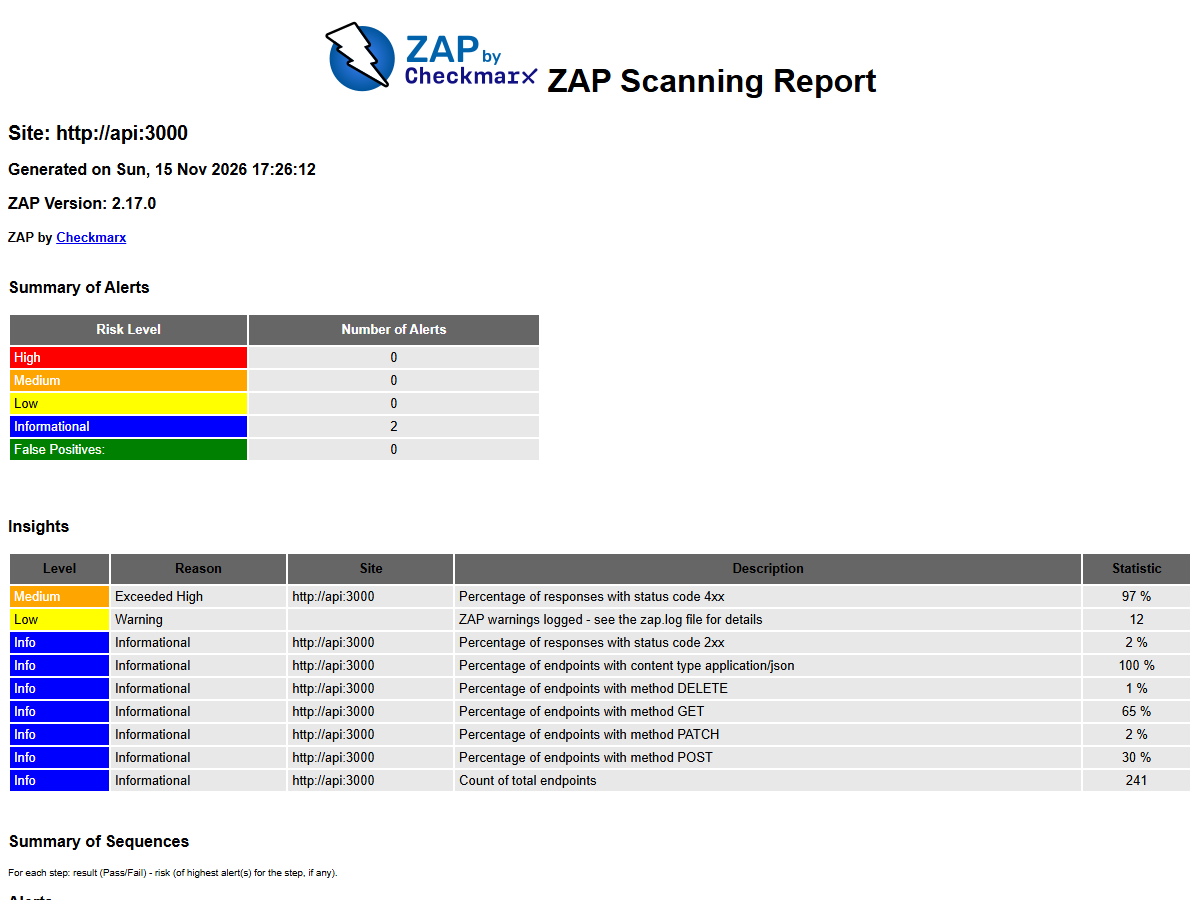 ZAP by
Checkmarx ZAP Scanning Report
Site: http://api:3000
Generated on Sun, 15 Nov 2026 17:26:12
ZAP Version: 2.17.0
ZAP by Checkmarx
Summary of Alerts
Risk Level Number of Alerts
High 0
Medium 0
Low 0
Informational 2
False Positives: 0
Insights
Level Reason Site Description Statistic
Medium Exceeded High http://api:3000 Percentage of responses with status code 4xx 97 %
Low Warning ZAP warnings logged - see the zap.log file for details 12
Info Informational http://api:3000 Percentage of responses with status code 2xx 2 %
Info Informational http://api:3000 Percentage of endpoints with content type application/json 100 %
Info Informational http://api:3000 Percentage of endpoints with method DELETE 1 %
Info Informational http://api:3000 Percentage of endpoints with method GET 65 %
Info Informational http://api:3000 Percentage of endpoints with method PATCH 2 %
Info Informational http://api:3000 Percentage of endpoints with method POST 30 %
Info Informational http://api:3000 Count of total endpoints 241
Summary of Sequences
For each step: result (Pass/Fail) - risk (of highest alert(s) for the step, if any).
Alerts